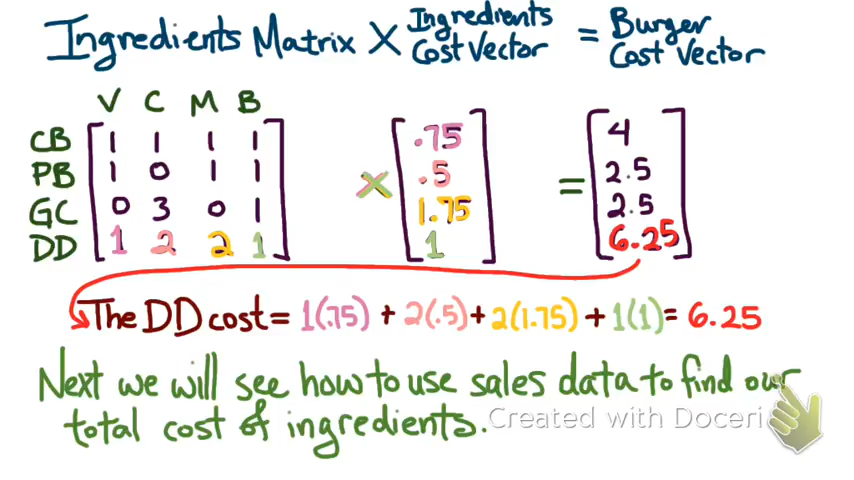 Ingredients Matrix X Ingredients Cost Vector = Burger Cost Vector
V C M B
CB 1 1 1 1 .75 4
PB 1 0 1 1 X .5 = 2.5
GC 0 3 0 1 1.75 2.5
DD 1 2 2 1 1 6.25
The DD cost = 1(.75) + 2(.5) + 2(1.75) + 1(1) = 6.25
Next we will see how to use sales data to find our
total cost of ingredients.
Created with Doceri